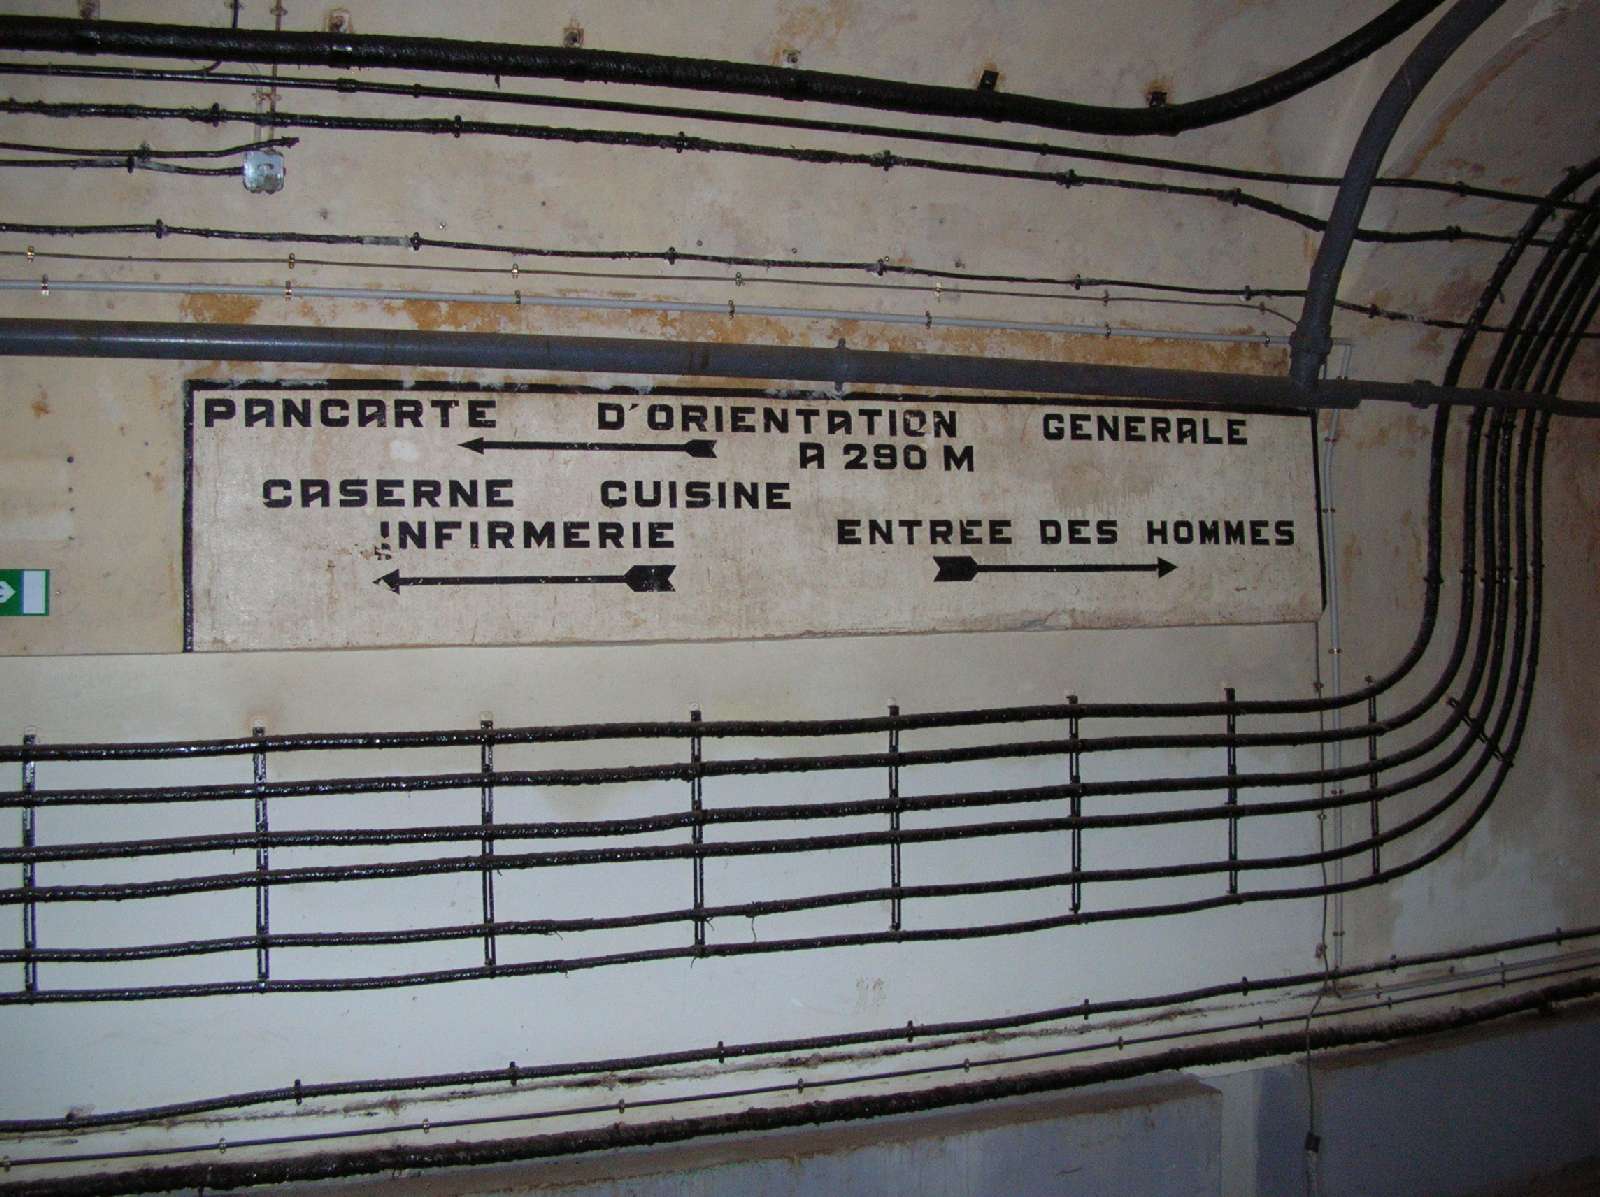 PANCARTE D'ORIENTATION GENERALE
A 290 M
CASERNE CUISINE
INFIRMERIE ENTREE DES HOMMES